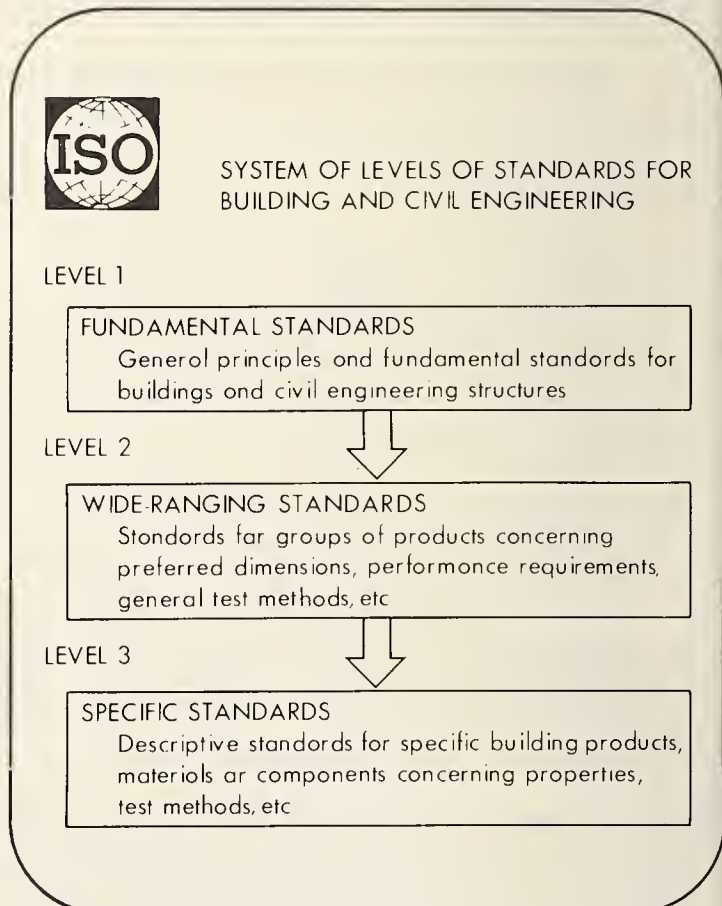 ISO
SYSTEM OF LEVELS OF STANDARDS FOR
BUILDING AND CIVIL ENGINEERING
LEVEL 1
FUNDAMENTAL STANDARDS
General principles and fundamental standards for
buildings and civil engineering structures
LEVEL 2
WIDE-RANGING STANDARDS
Standards for groups of products concerning
preferred dimensions, performance requirements,
general test methods, etc
LEVEL 3
SPECIFIC STANDARDS
Descriptive standards for specific building products,
materials or components concerning properties,
test methods, etc